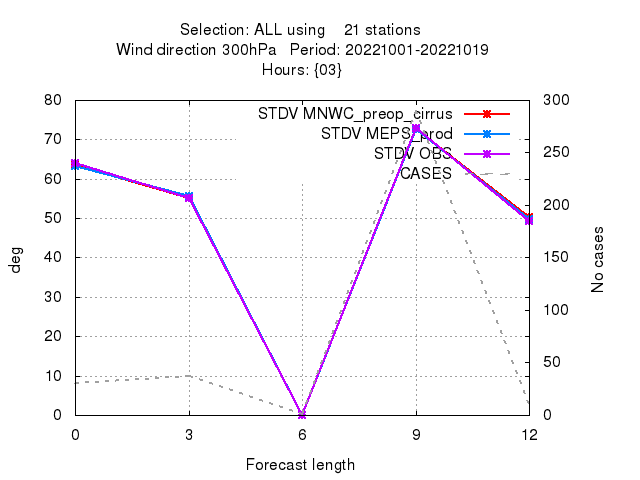 Selection: ALL using 21 stations
Wind direction 300hPa Period: 20221001-20221019
Hours: {03}
STDV MNWC_preop_cirrus
STDV MEPS_prod
STDV OBS
CASES
80
70
60
50
40
30
20
10
0
deg
300
250
200
150
100
50
0
No cases
0 3 6 9 12
Forecast length